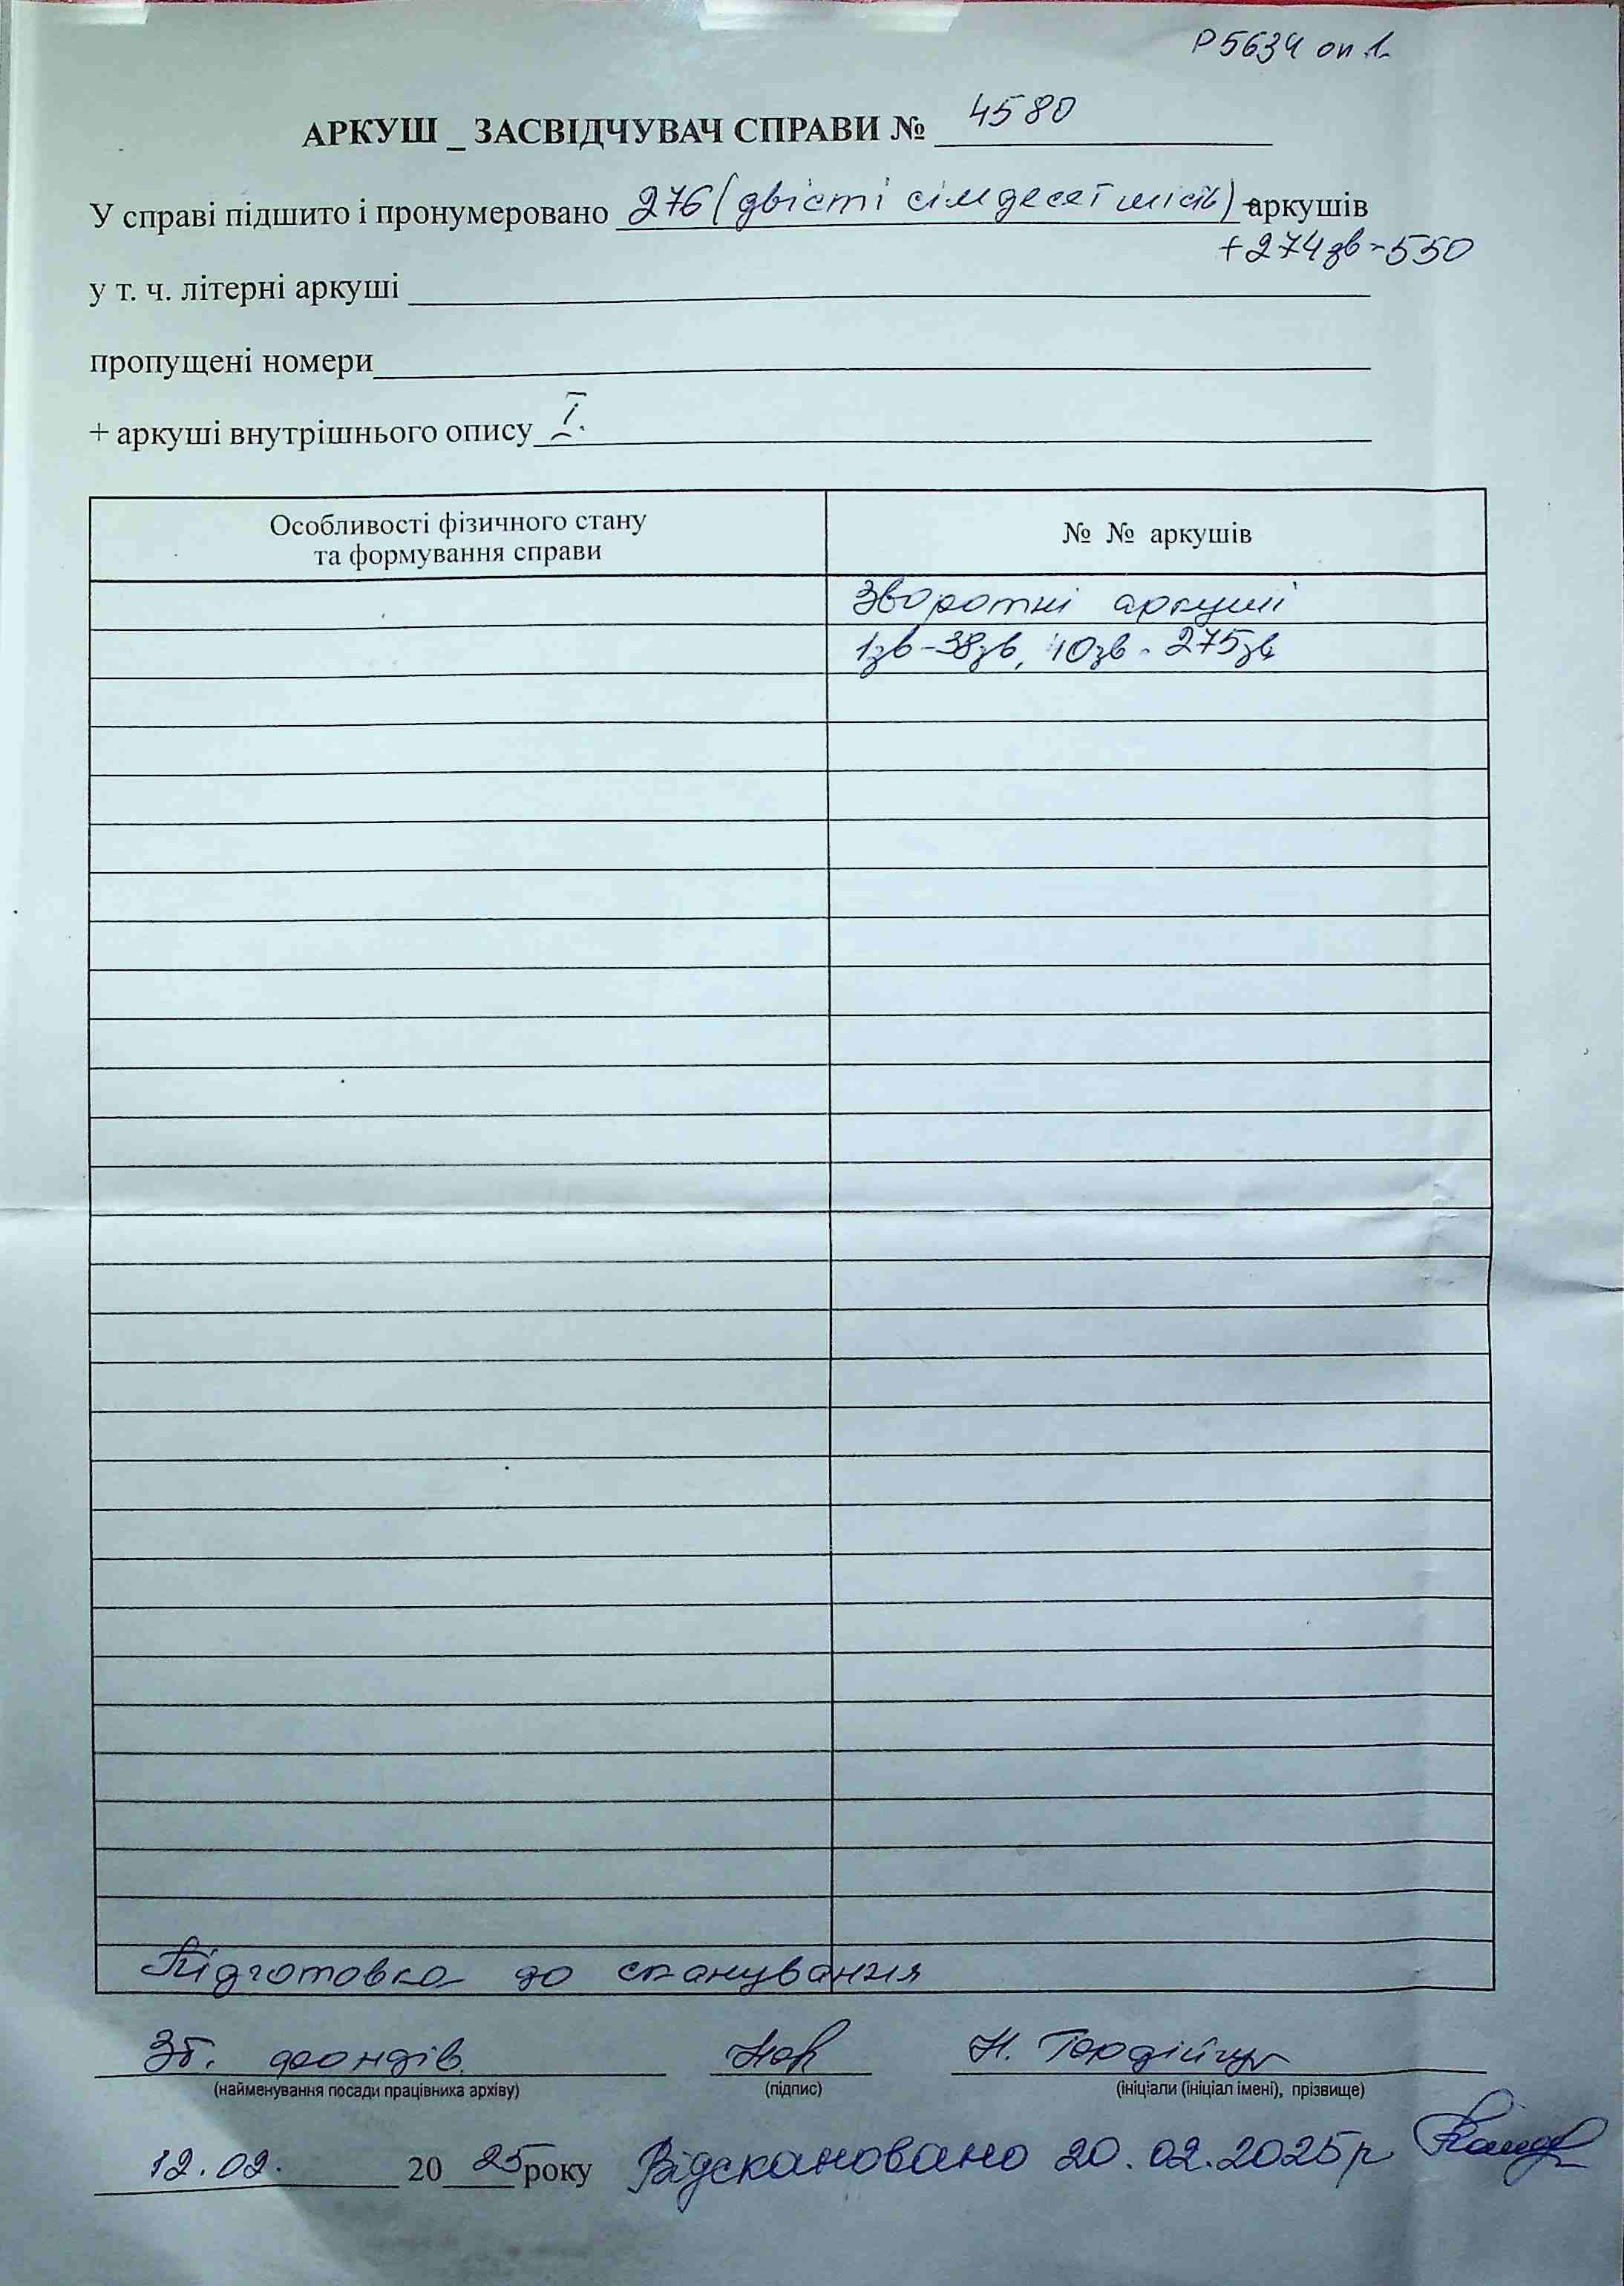 Р5634 оп 1
АРКУШ _ ЗАСВІДЧУВАЧ СПРАВИ № 4580
У справі підшито і пронумеровано 276 (двісті сімдесят шість) аркушів
+274зв-550
у т. ч. літерні аркуші
пропущені номери
+ аркуші внутрішнього опису I.
Особливості фізичного стану
та формування справи
№ № аркушів
Зворотні аркуші
1зв-38зв, 40зв-275зв
Підготовка до сканування
Зб. фондів. Н. Гордійчук
(найменування посади працівника архіву) (підпис) (ініціали (ініціал імені), прізвище)
12.02. 20 25 року Відскановано 20.02.2025р